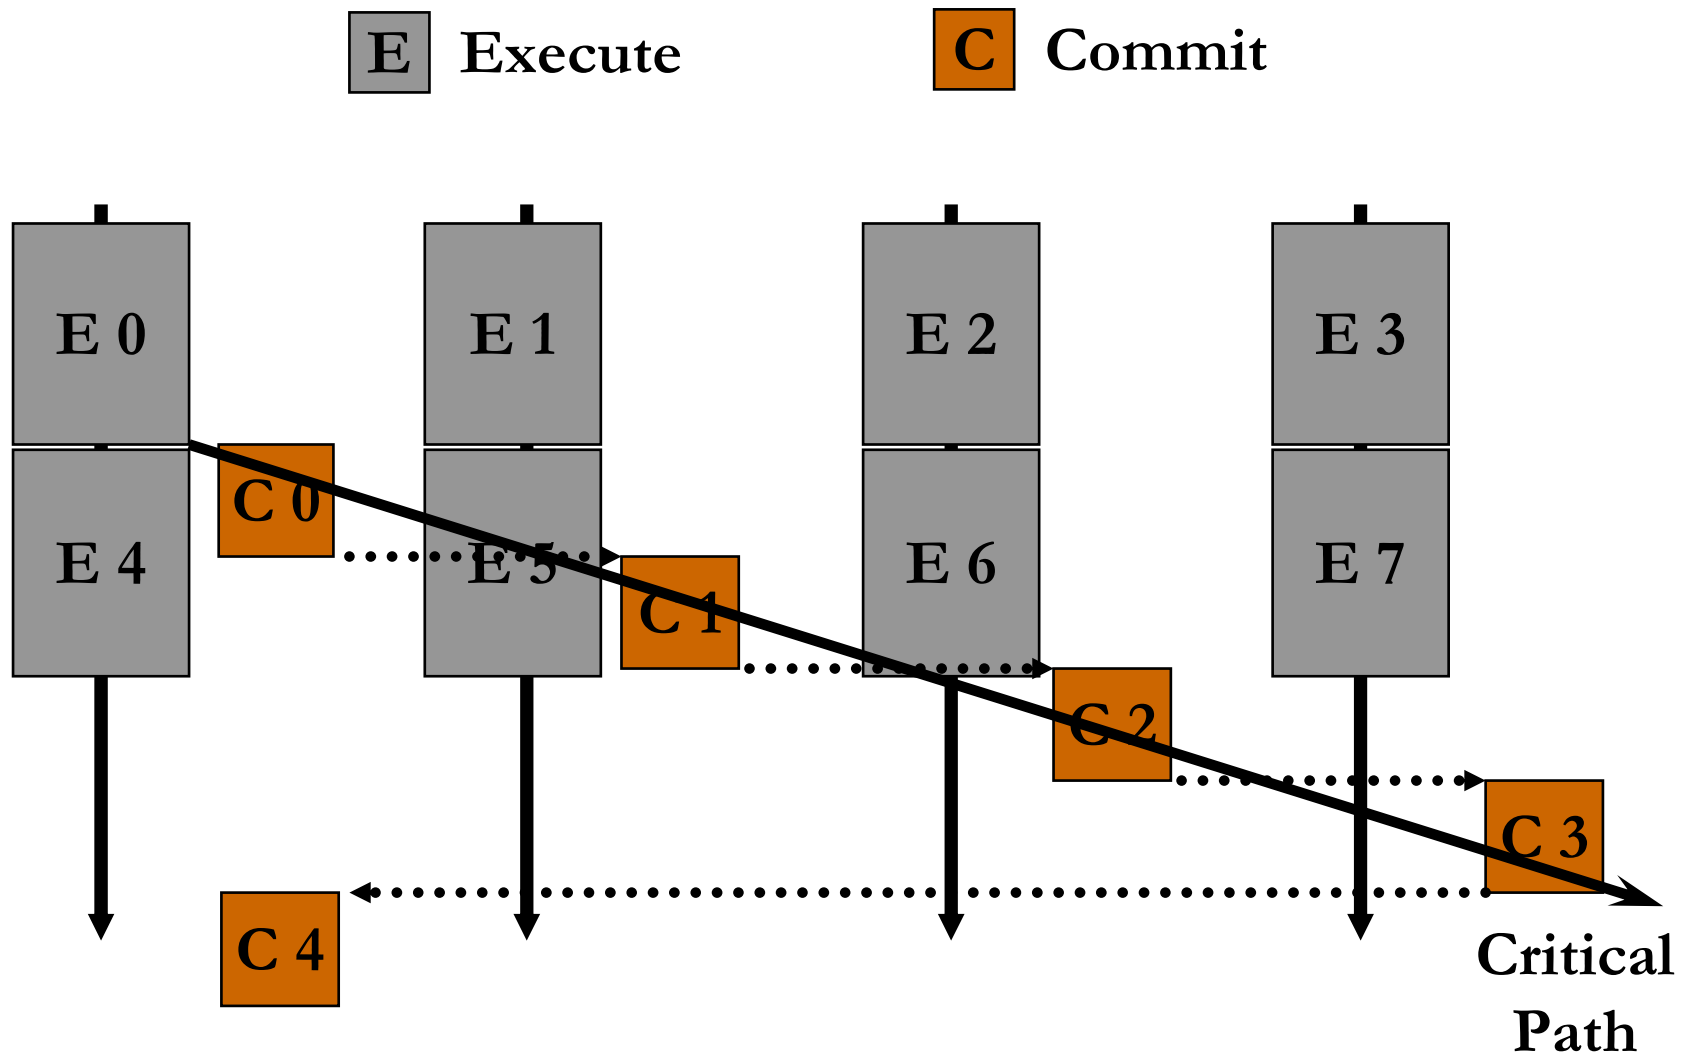 E Execute C Commit
E 0 E 1 E 2 E 3
C 0
E 4 E 5 E 6 E 7
C 1
C 2
C 3
C 4
Critical
Path